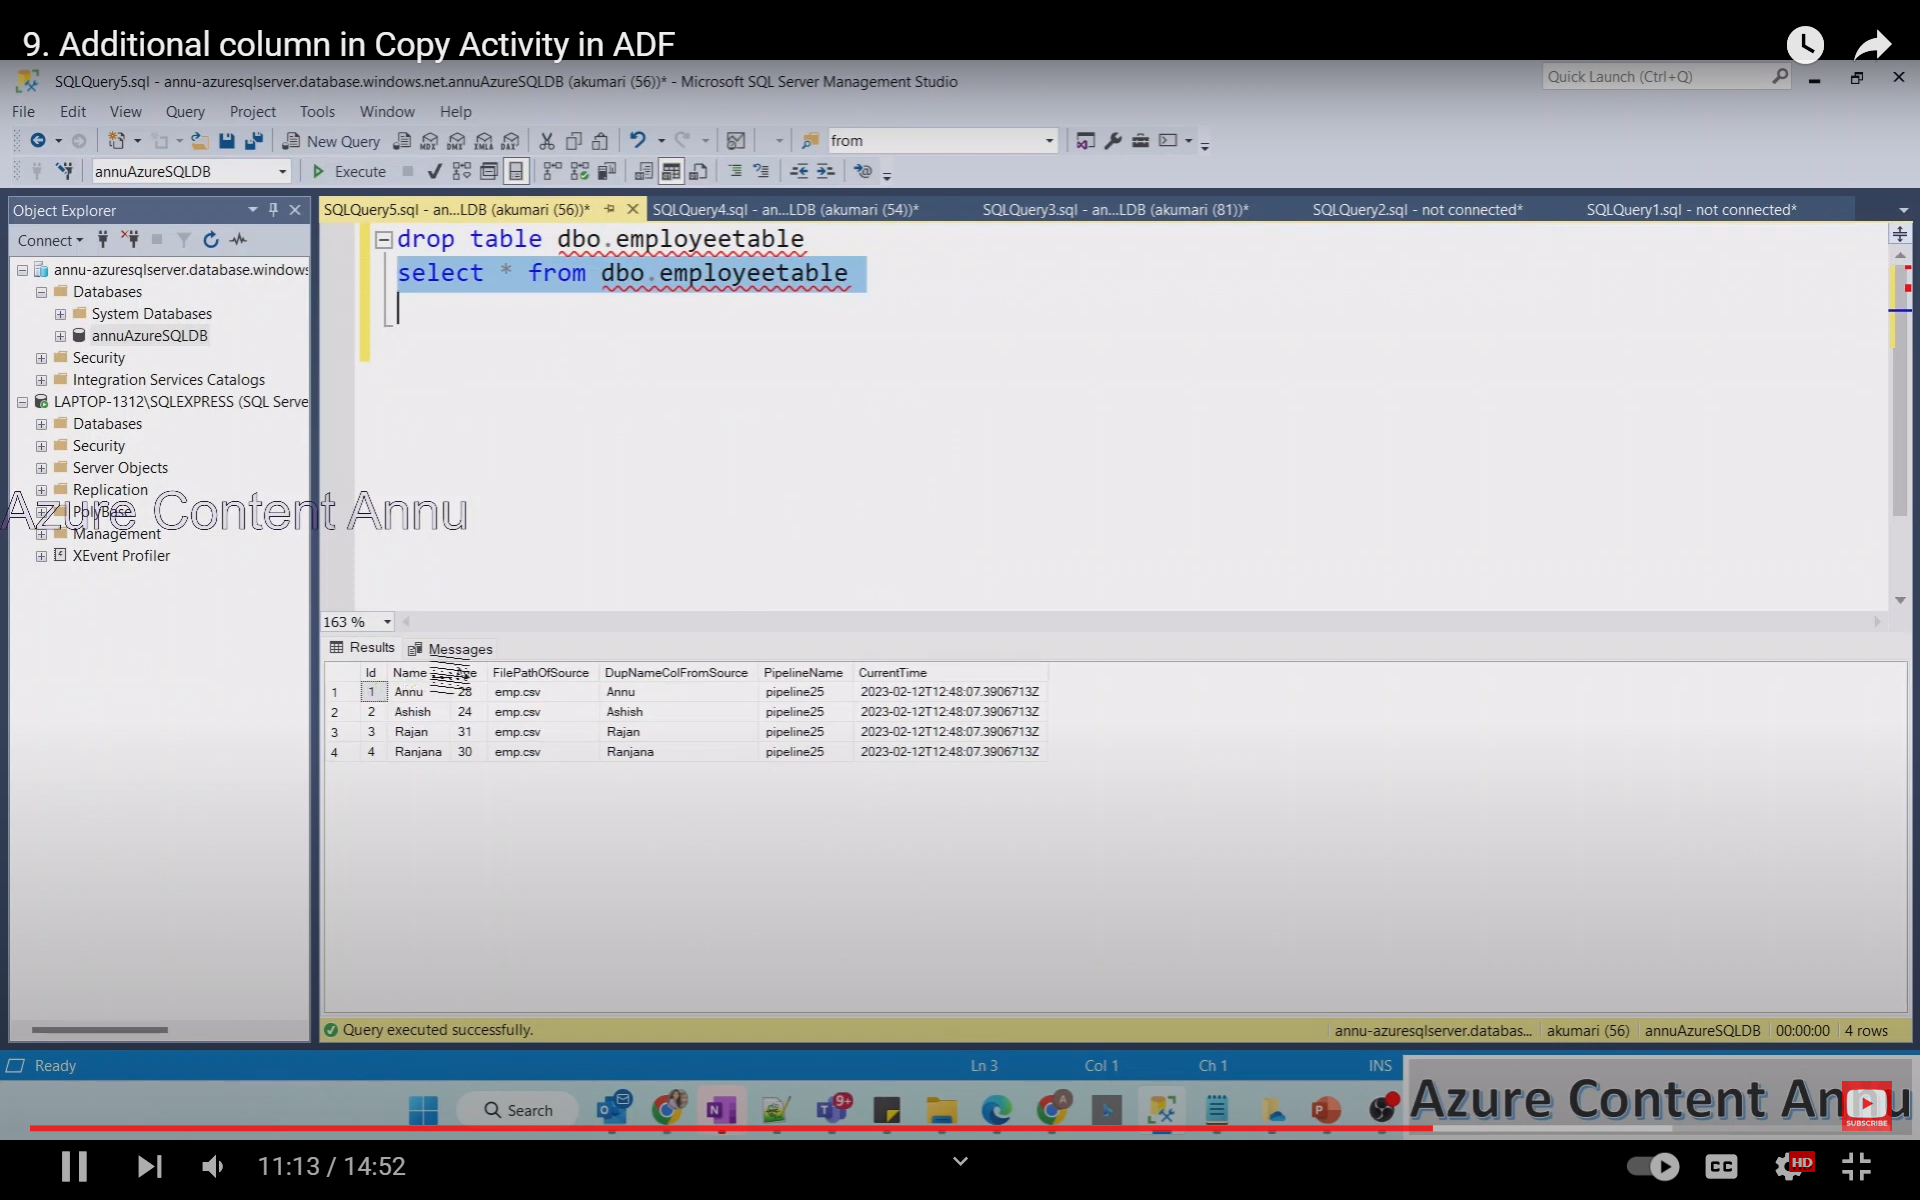 9. Additional column in Copy Activity in ADF
SQLQuery5.sql - annu-azuresqlserver.database.windows.net.annuAzureSQLDB (akumari (56))* - Microsoft SQL Server Management Studio
Quick Launch (Ctrl+Q)
File Edit View Query Project Tools Window Help
New Query
MDX DMX XMLA DAX
from
annuAzureSQLDB
Execute
Object Explorer
SQLQuery5.sql - an...LDB (akumari (56))*
SQLQuery4.sql - an...LDB (akumari (54))*
SQLQuery3.sql - an...LDB (akumari (81))*
SQLQuery2.sql - not connected*
SQLQuery1.sql - not connected*
Connect
annu-azuresqlserver.database.windows
Databases
System Databases
annuAzureSQLDB
Security
Integration Services Catalogs
LAPTOP-1312\SQLEXPRESS (SQL Serve
Databases
Security
Server Objects
Replication
PolyBase
Management
XEvent Profiler
Azure Content Annu
drop table dbo.employeetable
select * from dbo.employeetable
163 %
Results Messages
Id Name FilePathOfSource DupNameColFromSource PipelineName CurrentTime
1 1 Annu 28 emp.csv Annu pipeline25 2023-02-12T12:48:07.3906713Z
2 2 Ashish 24 emp.csv Ashish pipeline25 2023-02-12T12:48:07.3906713Z
3 3 Rajan 31 emp.csv Rajan pipeline25 2023-02-12T12:48:07.3906713Z
4 4 Ranjana 30 emp.csv Ranjana pipeline25 2023-02-12T12:48:07.3906713Z
Query executed successfully.
annu-azuresqlserver.databas... akumari (56) annuAzureSQLDB 00:00:00 4 rows
Ready
Ln 3 Col 1 Ch 1 INS
Search
9+
Azure Content Annu
SUBSCRIBE
11:13 / 14:52
CC
HD